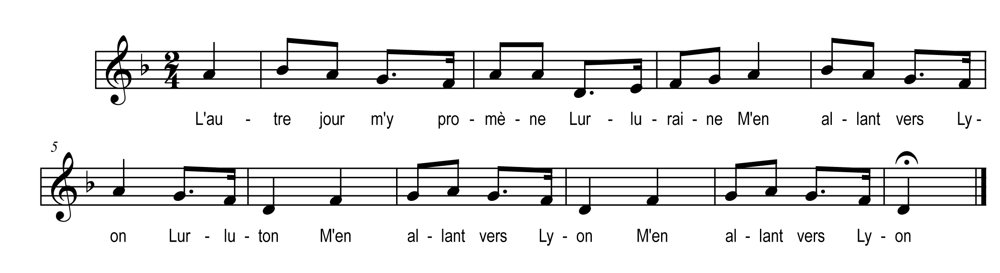 L'au - tre jour m'y pro - mè - ne Lur - lu - rai - ne M'en al - lant vers Ly -
5
on Lur - lu - ton M'en al - lant vers Ly - on M'en al - lant vers Ly - on